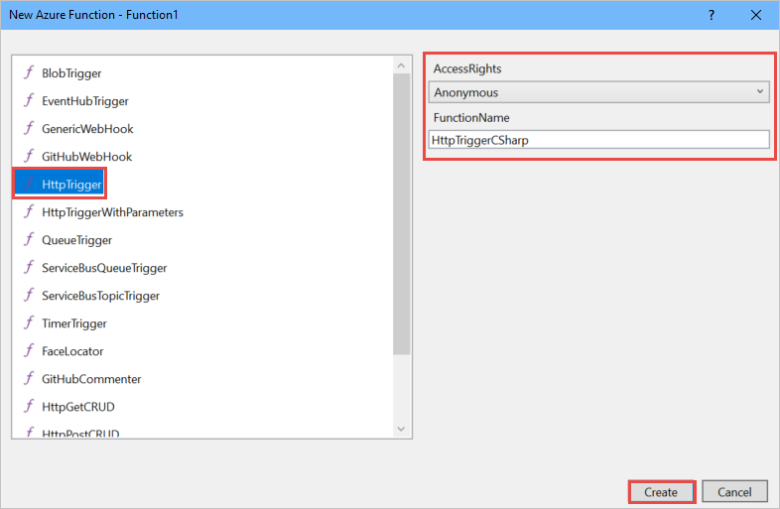 New Azure Function - Function1
?
BlobTrigger
EventHubTrigger
GenericWebHook
GitHubWebHook
HttpTrigger
HttpTriggerWithParameters
QueueTrigger
ServiceBusQueueTrigger
ServiceBusTopicTrigger
TimerTrigger
FaceLocator
GitHubCommenter
HttpGetCRUD
HttpPostCRUD
AccessRights
Anonymous
FunctionName
HttpTriggerCSharp
Create
Cancel